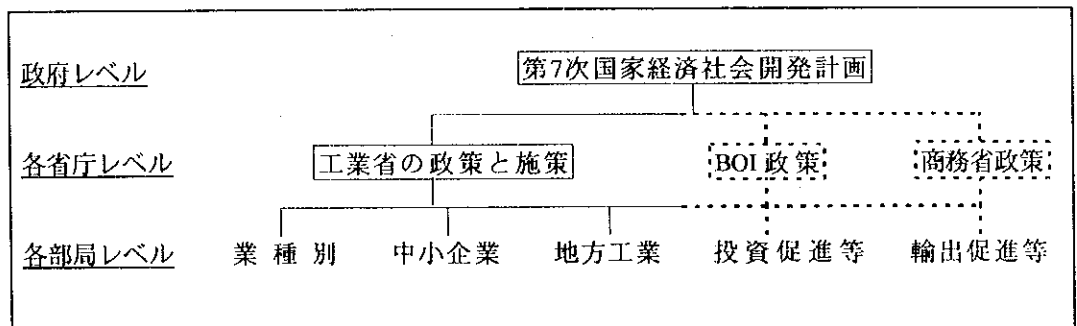 政府レベル 第7次国家経済社会開発計画
各省庁レベル 工業省の政策と施策 BOI政策 商務省政策
各部局レベル 業種別 中小企業 地方工業 投資促進等 輸出促進等